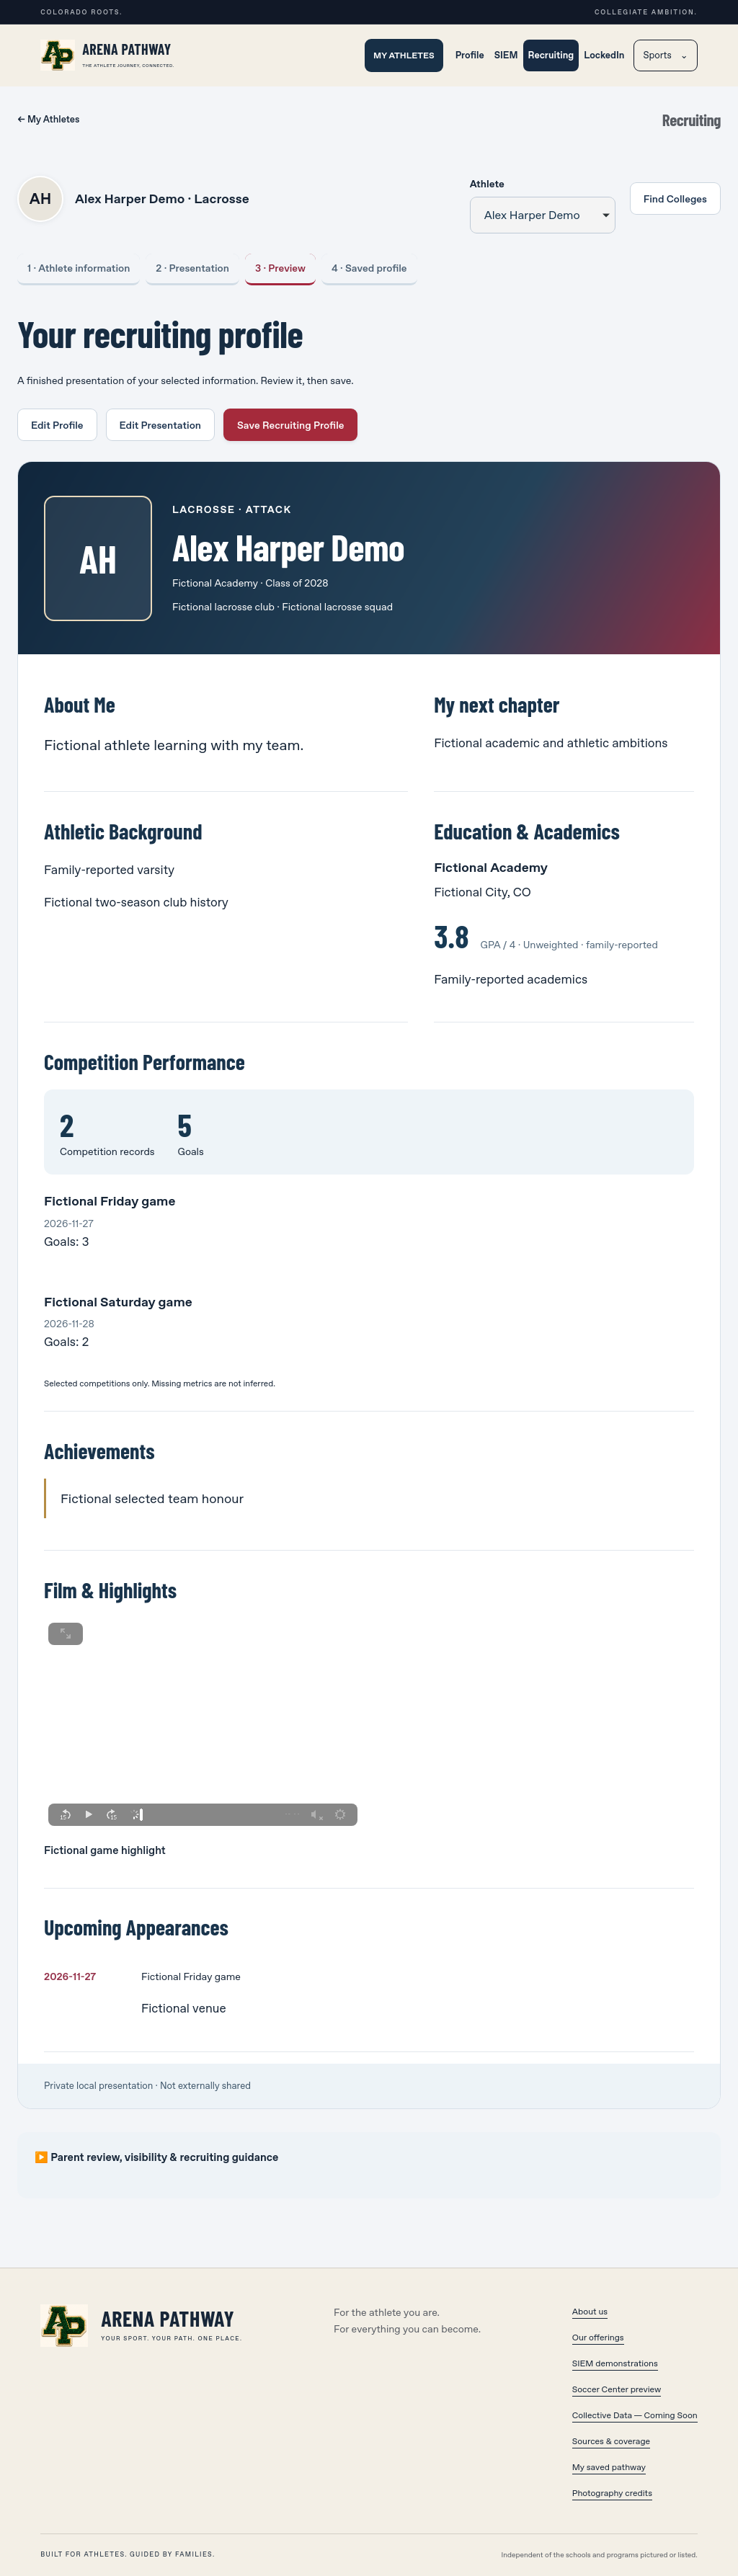 COLORADO ROOTS.
COLLEGIATE AMBITION.
AP
ARENA PATHWAY
THE ATHLETE JOURNEY, CONNECTED.
MY ATHLETES
Profile
SIEM
Recruiting
LockedIn
Sports
← My Athletes
Recruiting
AH
Alex Harper Demo · Lacrosse
Athlete
Alex Harper Demo
Find Colleges
1 · Athlete information
2 · Presentation
3 · Preview
4 · Saved profile
Your recruiting profile
A finished presentation of your selected information. Review it, then save.
Edit Profile
Edit Presentation
Save Recruiting Profile
AH
LACROSSE · ATTACK
Alex Harper Demo
Fictional Academy · Class of 2028
Fictional lacrosse club · Fictional lacrosse squad
About Me
Fictional athlete learning with my team.
My next chapter
Fictional academic and athletic ambitions
Athletic Background
Family-reported varsity
Fictional two-season club history
Education & Academics
Fictional Academy
Fictional City, CO
3.8 GPA / 4 · Unweighted · family-reported
Family-reported academics
Competition Performance
2
Competition records
5
Goals
Fictional Friday game
2026-11-27
Goals: 3
Fictional Saturday game
2026-11-28
Goals: 2
Selected competitions only. Missing metrics are not inferred.
Achievements
Fictional selected team honour
Film & Highlights
15
15
Fictional game highlight
Upcoming Appearances
2026-11-27
Fictional Friday game
Fictional venue
Private local presentation · Not externally shared
Parent review, visibility & recruiting guidance
AP
ARENA PATHWAY
YOUR SPORT. YOUR PATH. ONE PLACE.
For the athlete you are.
For everything you can become.
About us
Our offerings
SIEM demonstrations
Soccer Center preview
Collective Data — Coming Soon
Sources & coverage
My saved pathway
Photography credits
BUILT FOR ATHLETES. GUIDED BY FAMILIES.
Independent of the schools and programs pictured or listed.